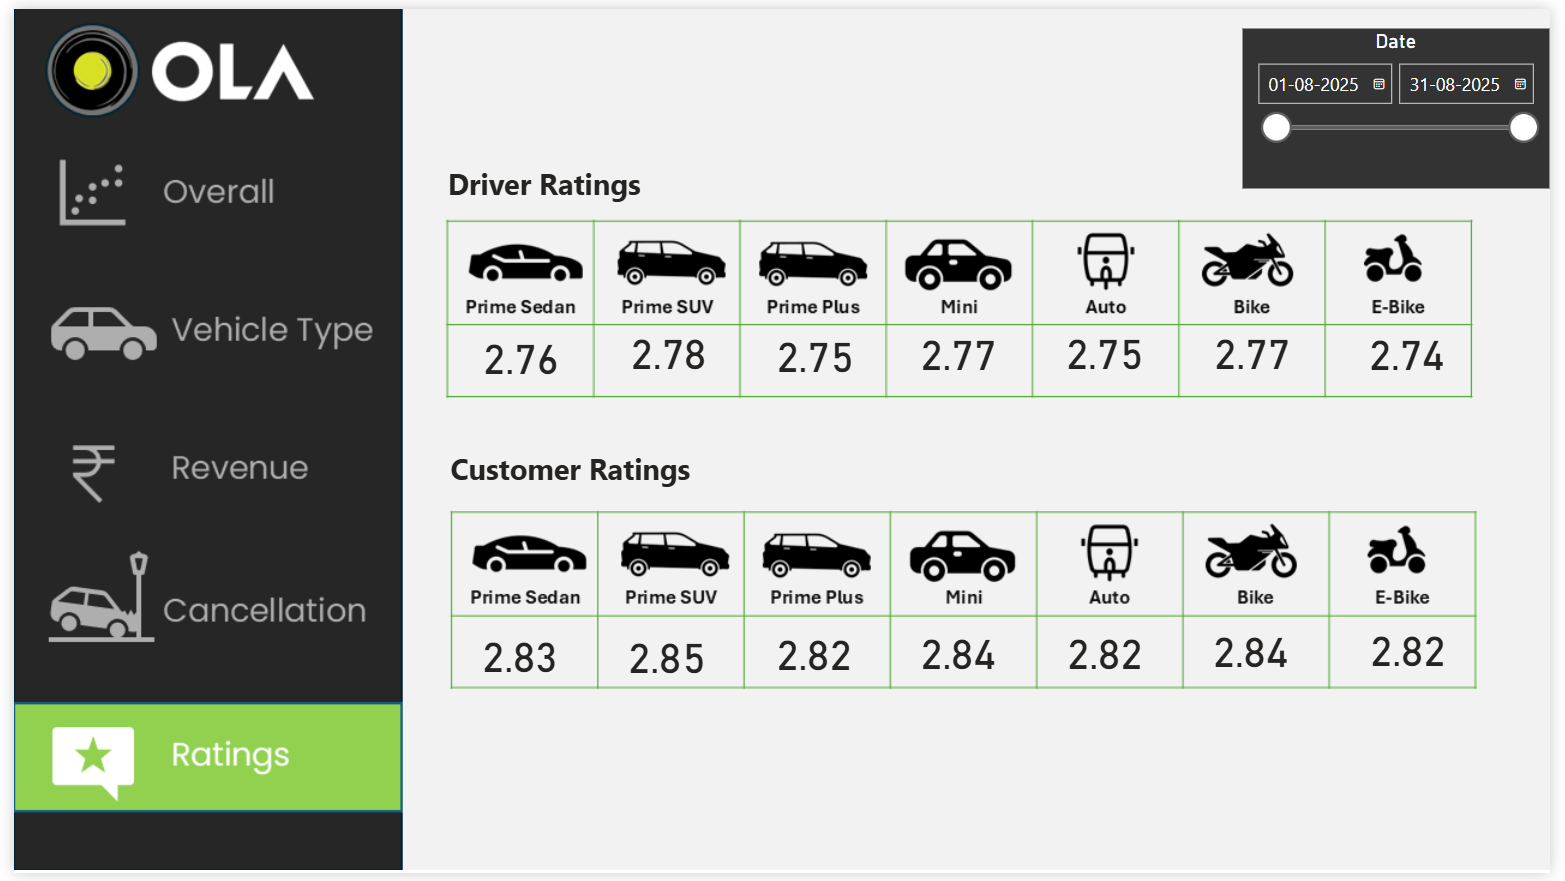 OLA
Overall
Vehicle Type
Revenue
Cancellation
Ratings
Date
01-08-2025 31-08-2025
Driver Ratings
Prime Sedan Prime SUV Prime Plus Mini Auto Bike E-Bike
2.76 2.78 2.75 2.77 2.75 2.77 2.74
Customer Ratings
Prime Sedan Prime SUV Prime Plus Mini Auto Bike E-Bike
2.83 2.85 2.82 2.84 2.82 2.84 2.82